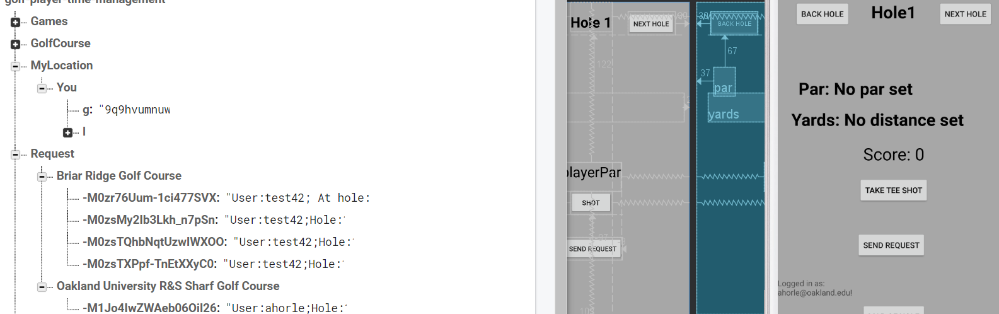 golf-player-time-management
Games
GolfCourse
MyLocation
You
g: "9q9hvumnuw
l
Request
Briar Ridge Golf Course
-M0zr76Uum-1ci477SVX: "User:test42; At hole:
-M0zsMy2Ib3Lkh_n7pSn: "User:test42;Hole:
-M0zsTQhbNqtUzwIWXOO: "User:test42;Hole:
-M0zsTXPpf-TnEtXXyC0: "User:test42;Hole:
Oakland University R&S Sharf Golf Course
-M1Jo4IwZWAeb06OiI26: "User:ahorle;Hole:
Hole 1
NEXT HOLE
122
playerPar
SHOT
SEND REQUEST
BACK HOLE
67
37
par
yards
BACK HOLE
Hole1
NEXT HOLE
Par: No par set
Yards: No distance set
Score: 0
TAKE TEE SHOT
SEND REQUEST
Logged in as:
ahorle@oakland.edu!